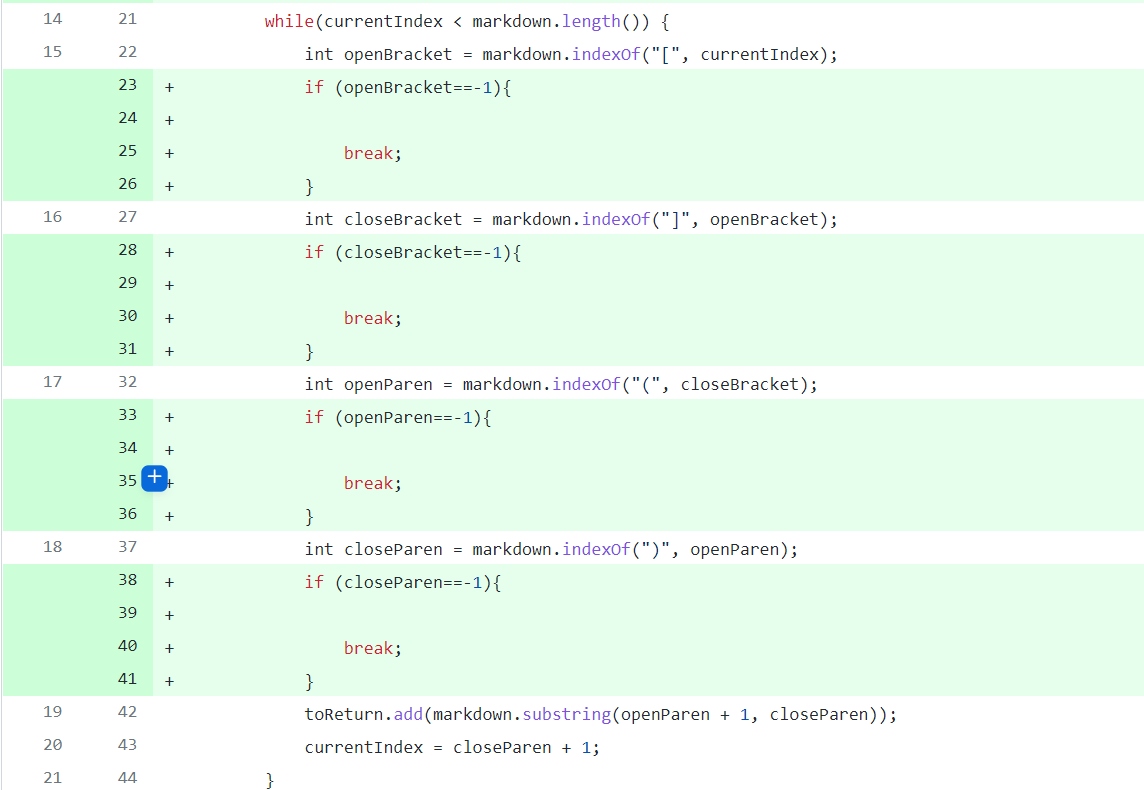 14 21 while(currentIndex < markdown.length()) {
15 22 int openBracket = markdown.indexOf("[", currentIndex);
23 + if (openBracket==-1){
24 +
25 + break;
26 + }
16 27 int closeBracket = markdown.indexOf("]", openBracket);
28 + if (closeBracket==-1){
29 +
30 + break;
31 + }
17 32 int openParen = markdown.indexOf("(", closeBracket);
33 + if (openParen==-1){
34 +
35 + break;
36 + }
18 37 int closeParen = markdown.indexOf(")", openParen);
38 + if (closeParen==-1){
39 +
40 + break;
41 + }
19 42 toReturn.add(markdown.substring(openParen + 1, closeParen));
20 43 currentIndex = closeParen + 1;
21 44 }